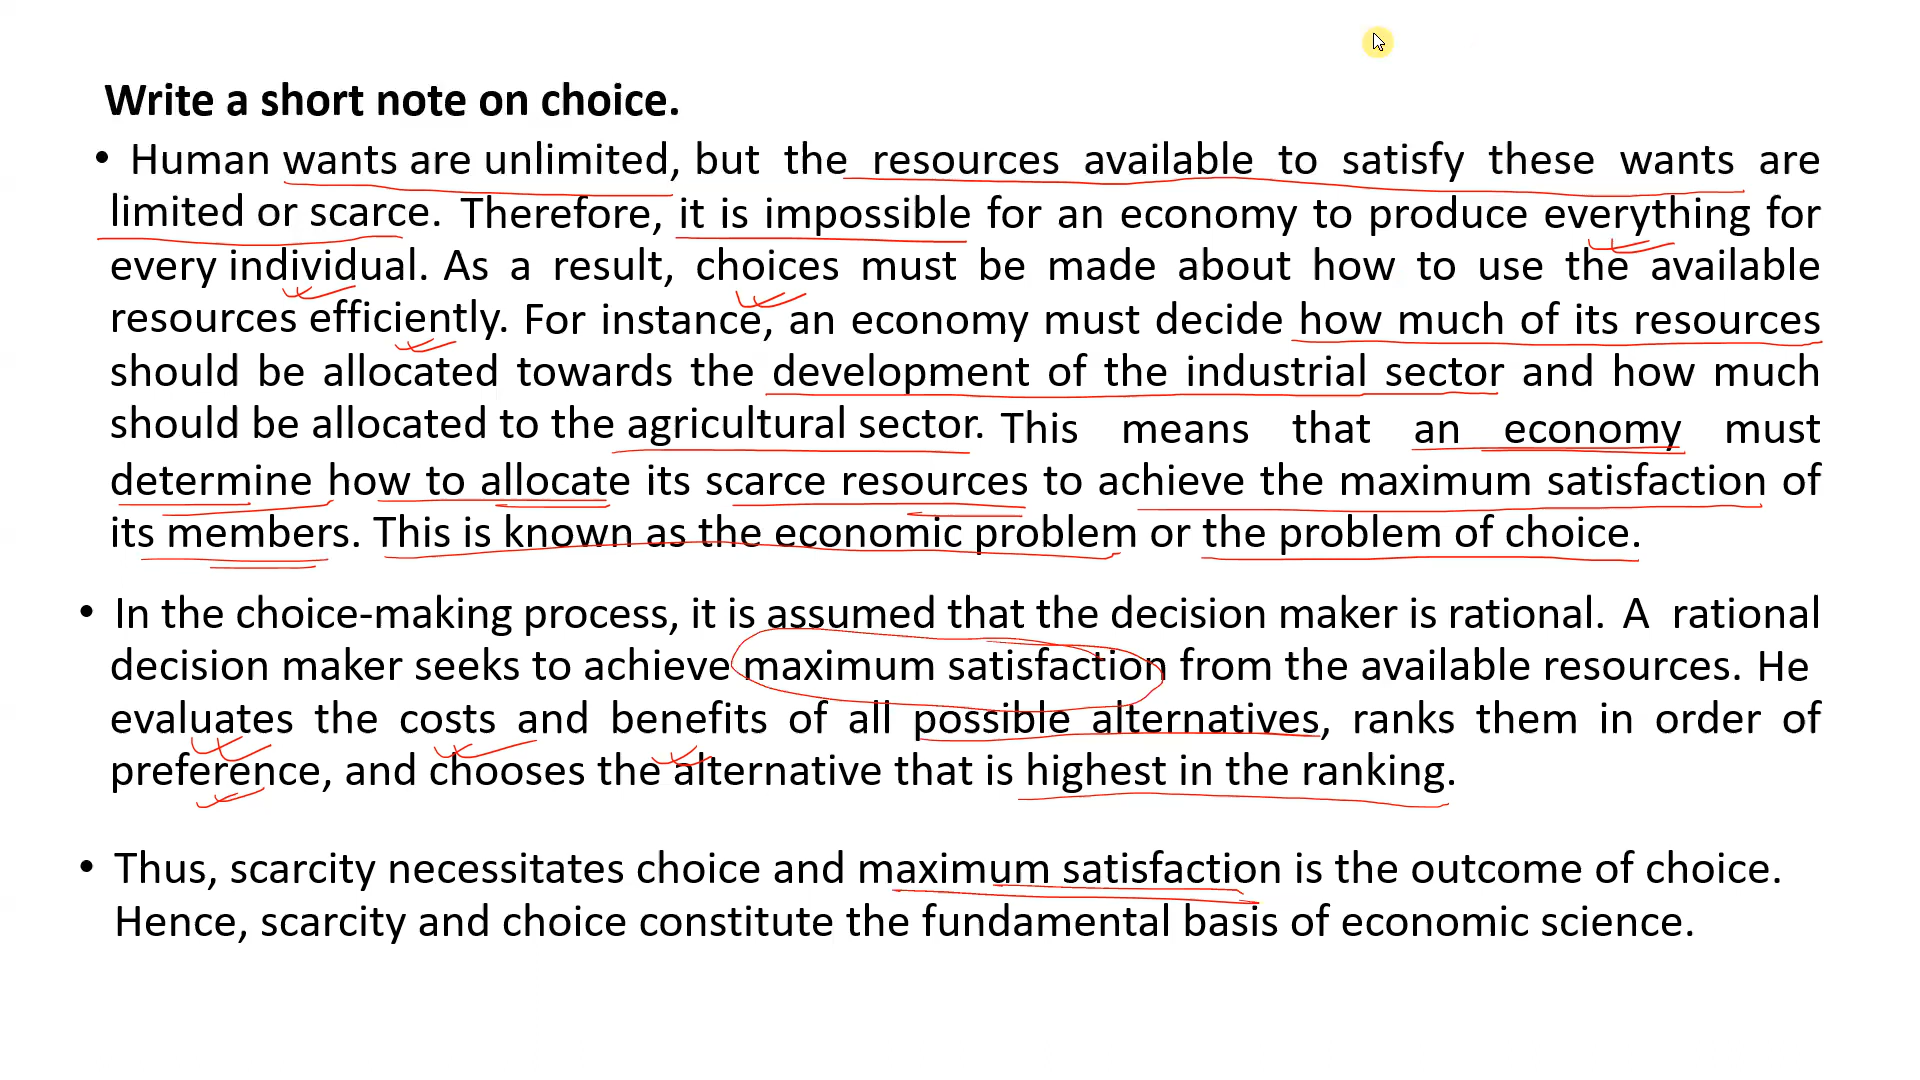 Write a short note on choice.
• Human wants are unlimited, but the resources available to satisfy these wants are
limited or scarce. Therefore, it is impossible for an economy to produce everything for
every individual. As a result, choices must be made about how to use the available
resources efficiently. For instance, an economy must decide how much of its resources
should be allocated towards the development of the industrial sector and how much
should be allocated to the agricultural sector. This means that an economy must
determine how to allocate its scarce resources to achieve the maximum satisfaction of
its members. This is known as the economic problem or the problem of choice.
• In the choice-making process, it is assumed that the decision maker is rational. A rational
decision maker seeks to achieve maximum satisfaction from the available resources. He
evaluates the costs and benefits of all possible alternatives, ranks them in order of
preference, and chooses the alternative that is highest in the ranking.
• Thus, scarcity necessitates choice and maximum satisfaction is the outcome of choice.
Hence, scarcity and choice constitute the fundamental basis of economic science.